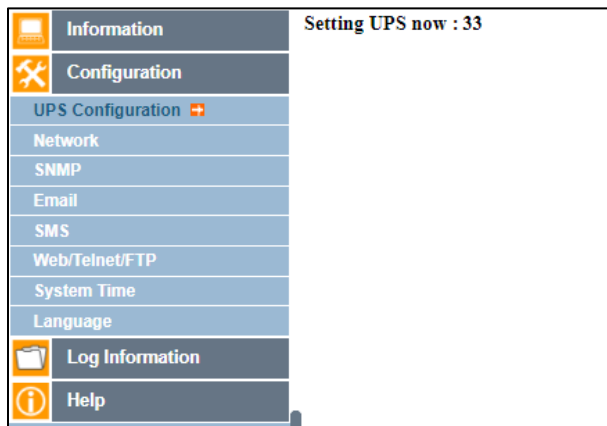 Information
Configuration
UPS Configuration
Network
SNMP
Email
SMS
Web/Telnet/FTP
System Time
Language
Log Information
Help
Setting UPS now : 33